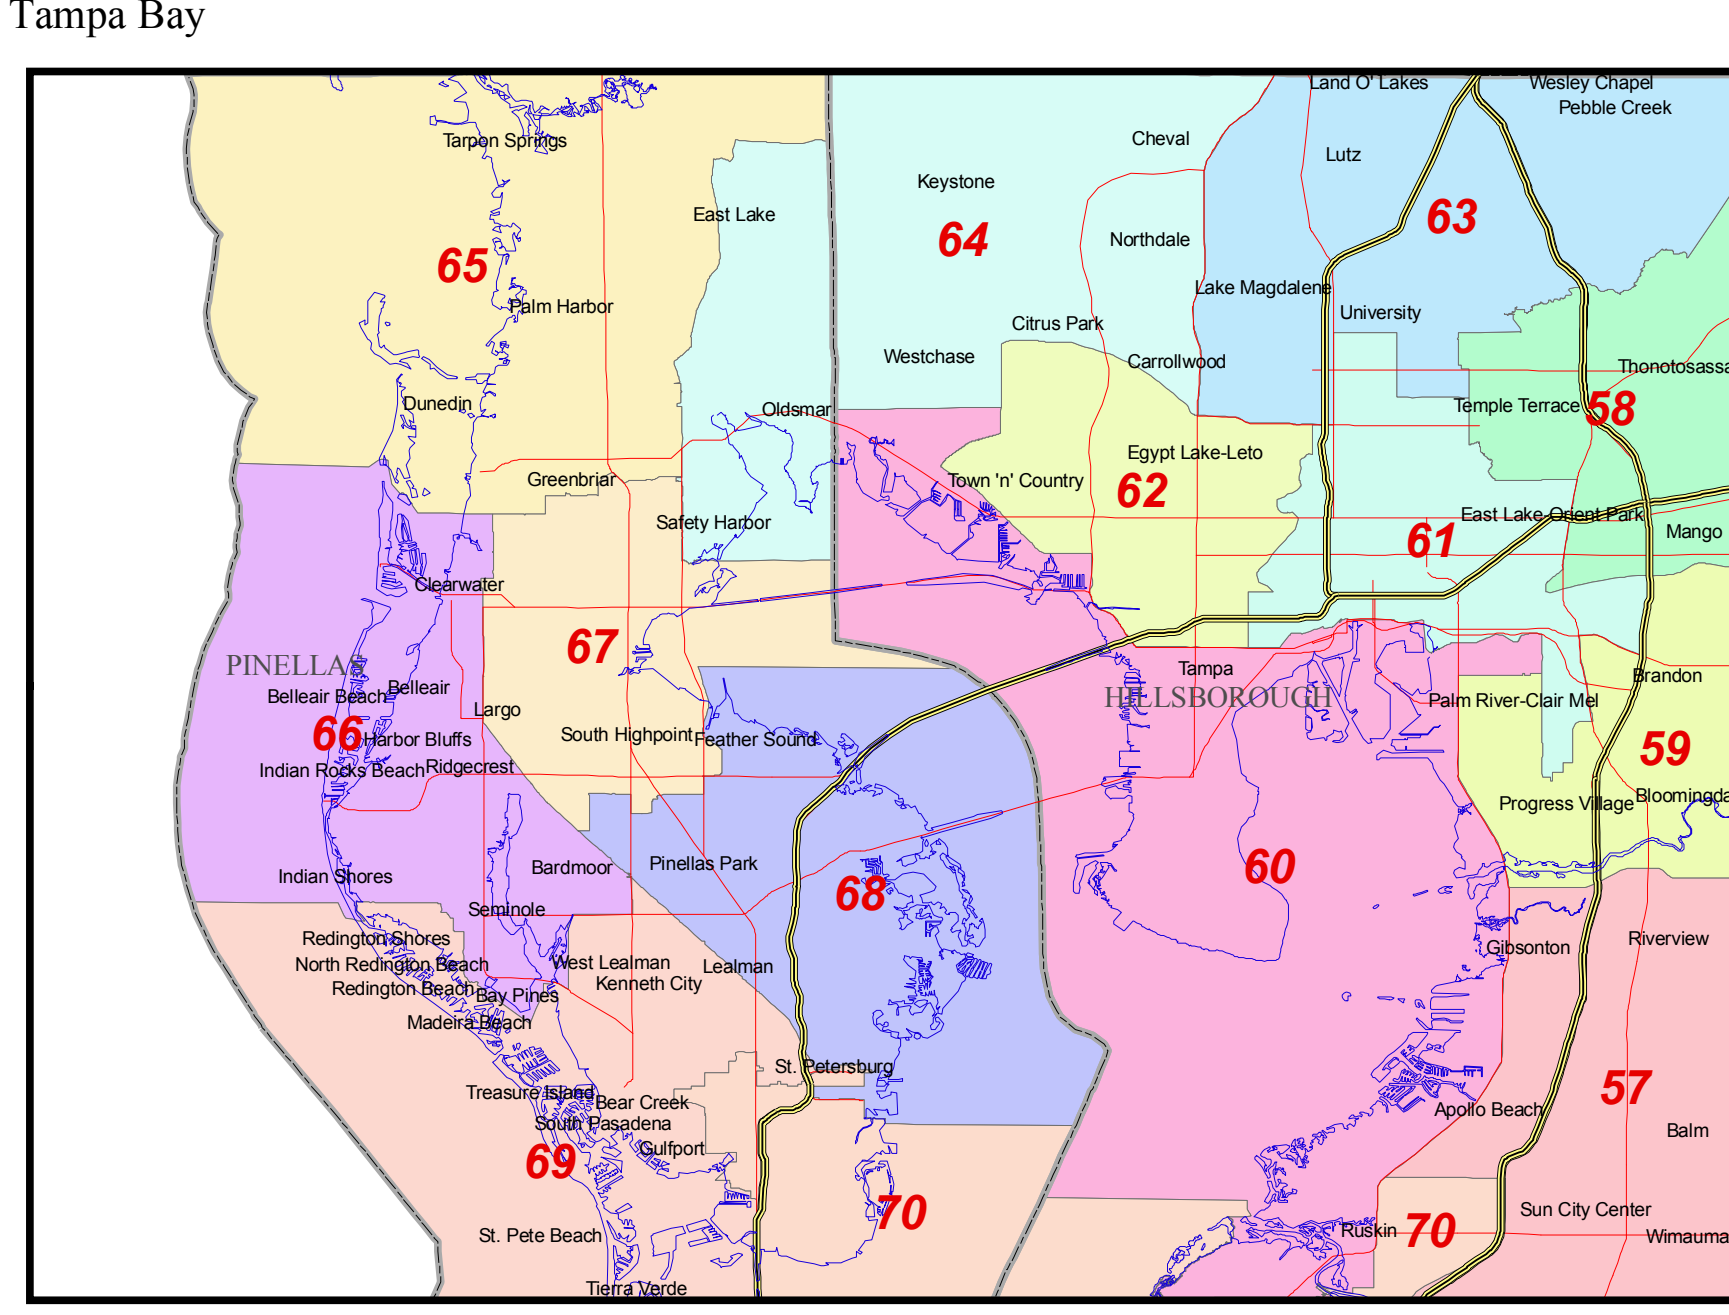 Tampa Bay
Land O' Lakes
Wesley Chapel
Pebble Creek
Tarpon Springs
Cheval
Lutz
Keystone
East Lake
63
64
Northdale
65
Lake Magdalene
Palm Harbor
University
Citrus Park
Westchase
Carrollwood
Thonotosassa
Dunedin
Oldsmar
Temple Terrace
58
Egypt Lake-Leto
Greenbriar
Town 'n' Country
62
Safety Harbor
East Lake-Orient Park
Mango
61
Clearwater
67
PINELLAS
Tampa
Brandon
Belleair Beach
Belleair
HILLSBOROUGH
Palm River-Clair Mel
Largo
66
Harbor Bluffs
South Highpoint
Feather Sound
59
Indian Rocks Beach
Ridgecrest
Progress Village
Bloomingda
Indian Shores
Bardmoor
Pinellas Park
68
60
Seminole
Redington Shores
Riverview
Gibsonton
North Redington Beach
West Lealman
Lealman
Kenneth City
Redington Beach
Bay Pines
Madeira Beach
St. Petersburg
57
Treasure Island
Bear Creek
Apollo Beach
South Pasadena
Balm
Gulfport
69
70
Sun City Center
St. Pete Beach
Ruskin
70
Wimauma
Tierra Verde